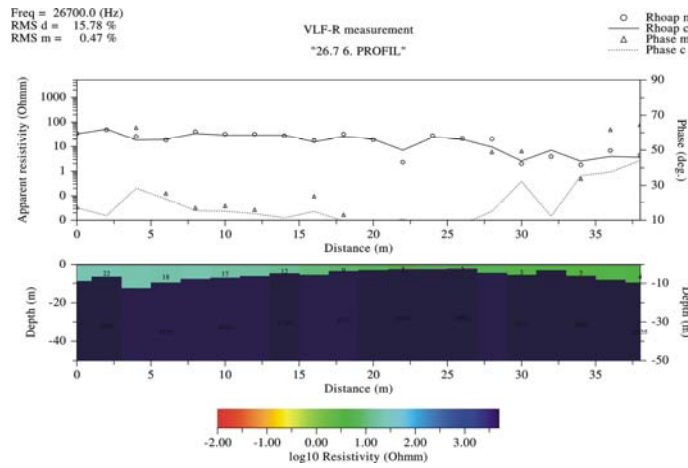 Freq = 26700.0 (Hz)
RMS d = 15.78 %
RMS m = 0.47 %
VLF-R measurement
"26.7 6. PROFIL"
Rhoap m
Rhoap c
Phase m
Phase c
Apparent resistivity (Ohmm)
1000
100
10
1
0
0
Phase (deg.)
90
70
50
30
10
0 5 10 15 20 25 30 35
Distance (m)
Depth (m)
0
-20
-40
22 16 17
Depth (m)
-10
-30
-50
0 5 10 15 20 25 30 35
Distance (m)
-2.00 -1.00 0.00 1.00 2.00 3.00
log10 Resistivity (Ohmm)